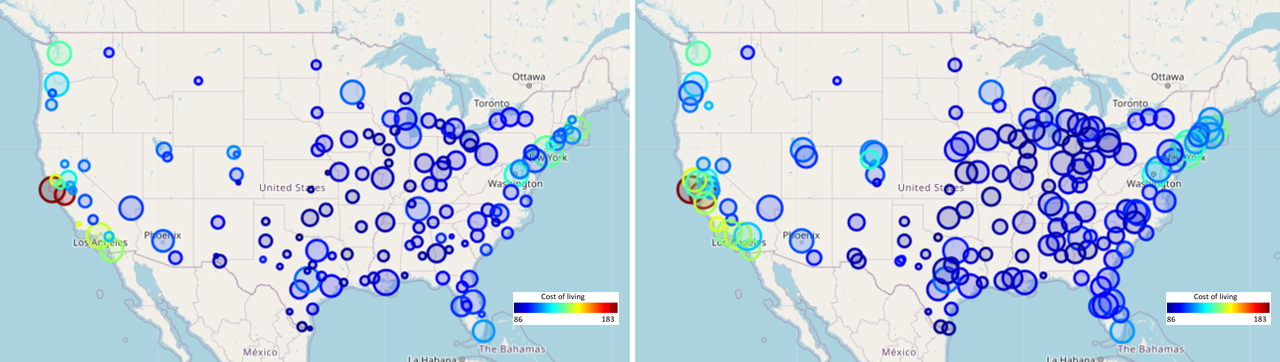 Ottawa
Toronto
New York
Washington
United States
Los Angeles
Phoenix
Cost of living
86 183
México
The Bahamas
La Habana
Ottawa
Toronto
New York
Washington
United States
Los Angeles
Phoenix
Cost of living
86 183
México
The Bahamas
La Habana